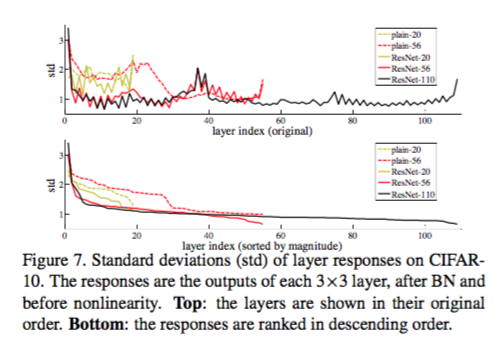 3
2
1
std
plain-20
plain-56
ResNet-20
ResNet-56
ResNet-110
0 20 40 60 80 100
layer index (original)
3
2
1
std
plain-20
plain-56
ResNet-20
ResNet-56
ResNet-110
0 20 40 60 80 100
layer index (sorted by magnitude)
Figure 7. Standard deviations (std) of layer responses on CIFAR-
10. The responses are the outputs of each 3×3 layer, after BN and
before nonlinearity. Top: the layers are shown in their original
order. Bottom: the responses are ranked in descending order.